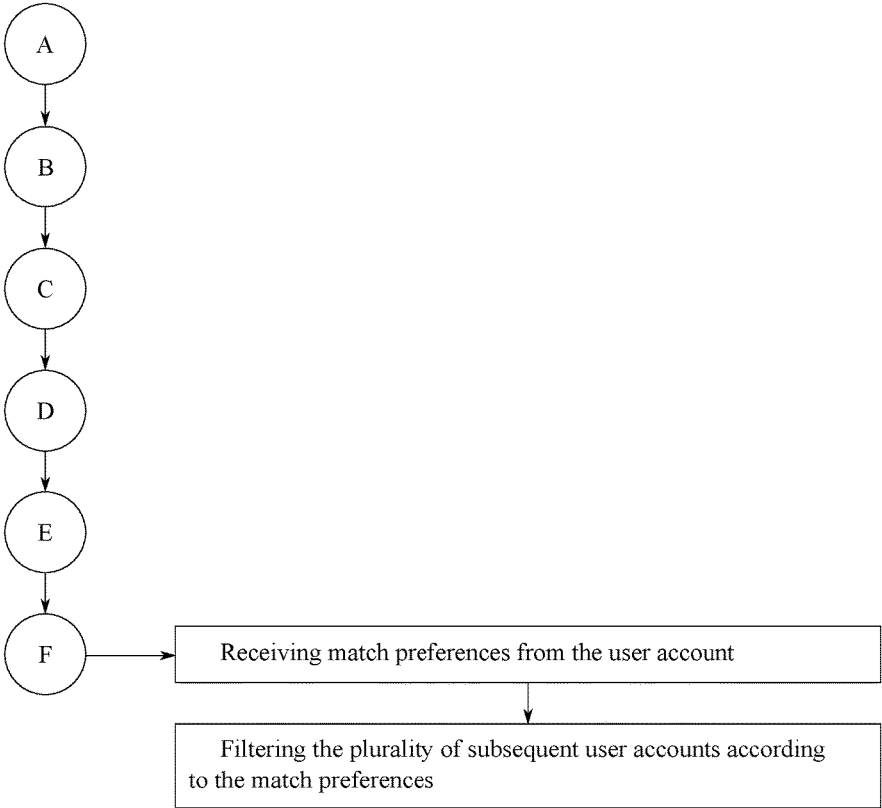 A
B
C
D
E
F
Receiving match preferences from the user account
Filtering the plurality of subsequent user accounts according
to the match preferences